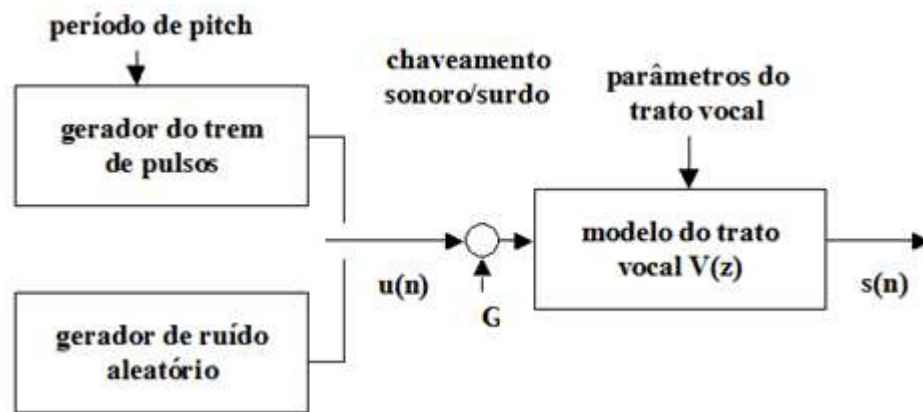 período de pitch
gerador do trem
de pulsos
chaveamento
sonoro/surdo
parâmetros do
trato vocal
modelo do trato
vocal V(z)
u(n)
G
s(n)
gerador de ruído
aleatório